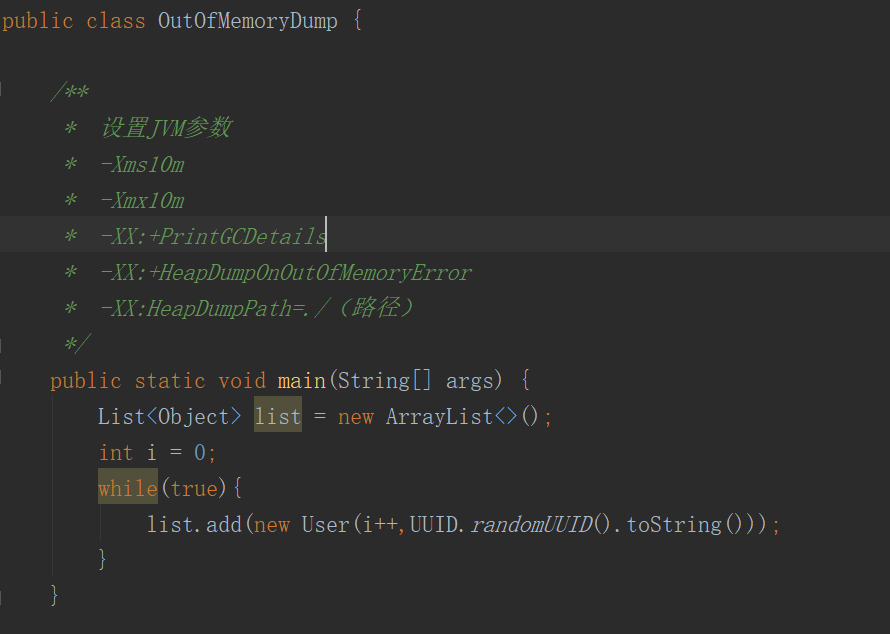 public class OutOfMemoryDump {
/**
* 设置JVM参数
* -Xms10m
* -Xmx10m
* -XX:+PrintGCDetails
* -XX:+HeapDumpOnOutOfMemoryError
* -XX:HeapDumpPath=./（路径）
*/
public static void main(String[] args) {
List<Object> list = new ArrayList<>();
int i = 0;
while(true){
list.add(new User(i++,UUID.randomUUID().toString()));
}
}